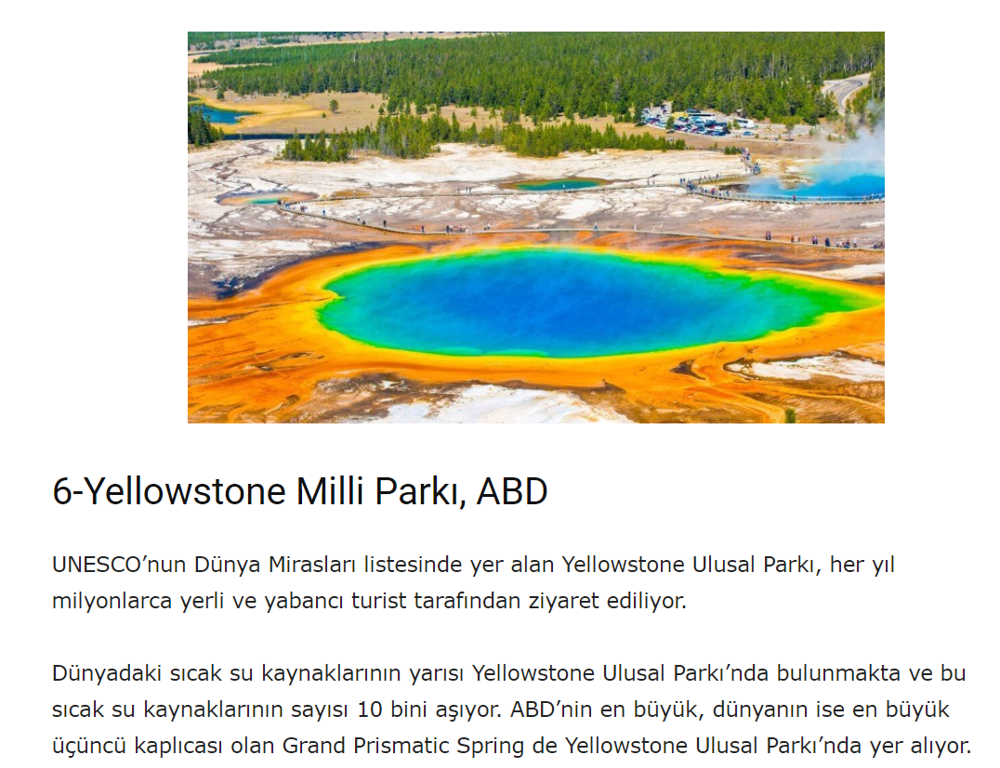 6-Yellowstone Milli Parkı, ABD
UNESCO’nun Dünya Mirasları listesinde yer alan Yellowstone Ulusal Parkı, her yıl
milyonlarca yerli ve yabancı turist tarafından ziyaret ediliyor.
Dünyadaki sıcak su kaynaklarının yarısı Yellowstone Ulusal Parkı’nda bulunmakta ve bu
sıcak su kaynaklarının sayısı 10 bini aşıyor. ABD’nin en büyük, dünyanın ise en büyük
üçüncü kaplıcası olan Grand Prismatic Spring de Yellowstone Ulusal Parkı’nda yer alıyor.